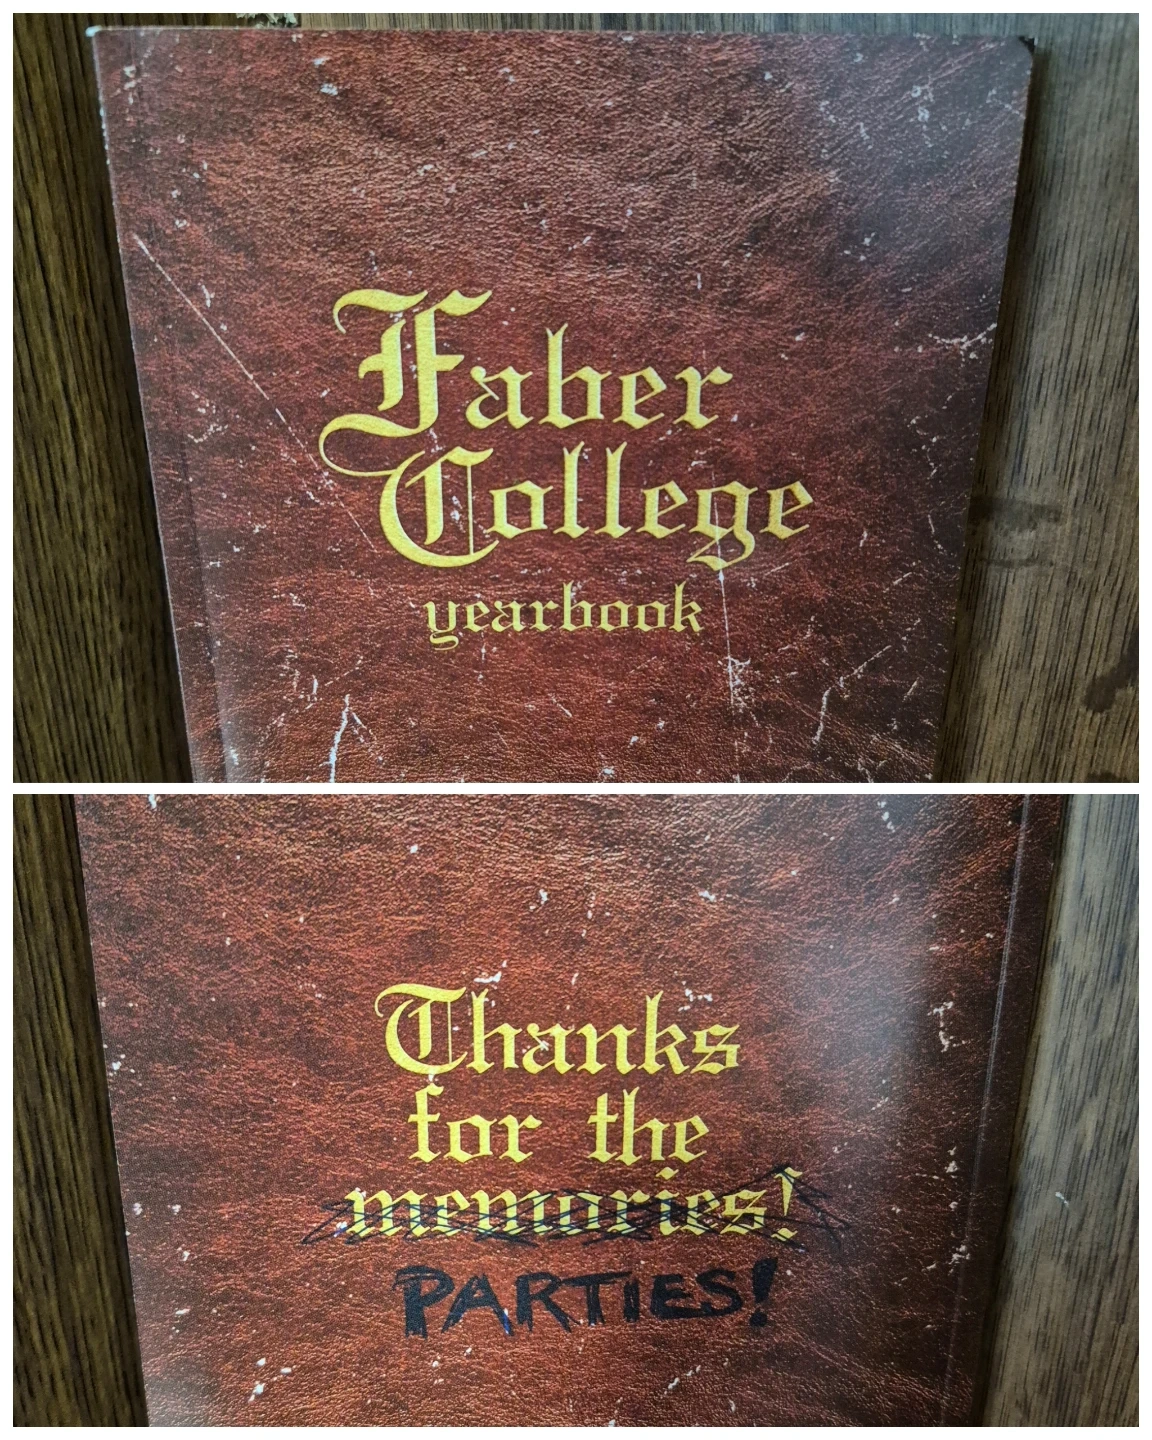 Faber
College
yearbook
Thanks
for the
memories!
PARTIES!